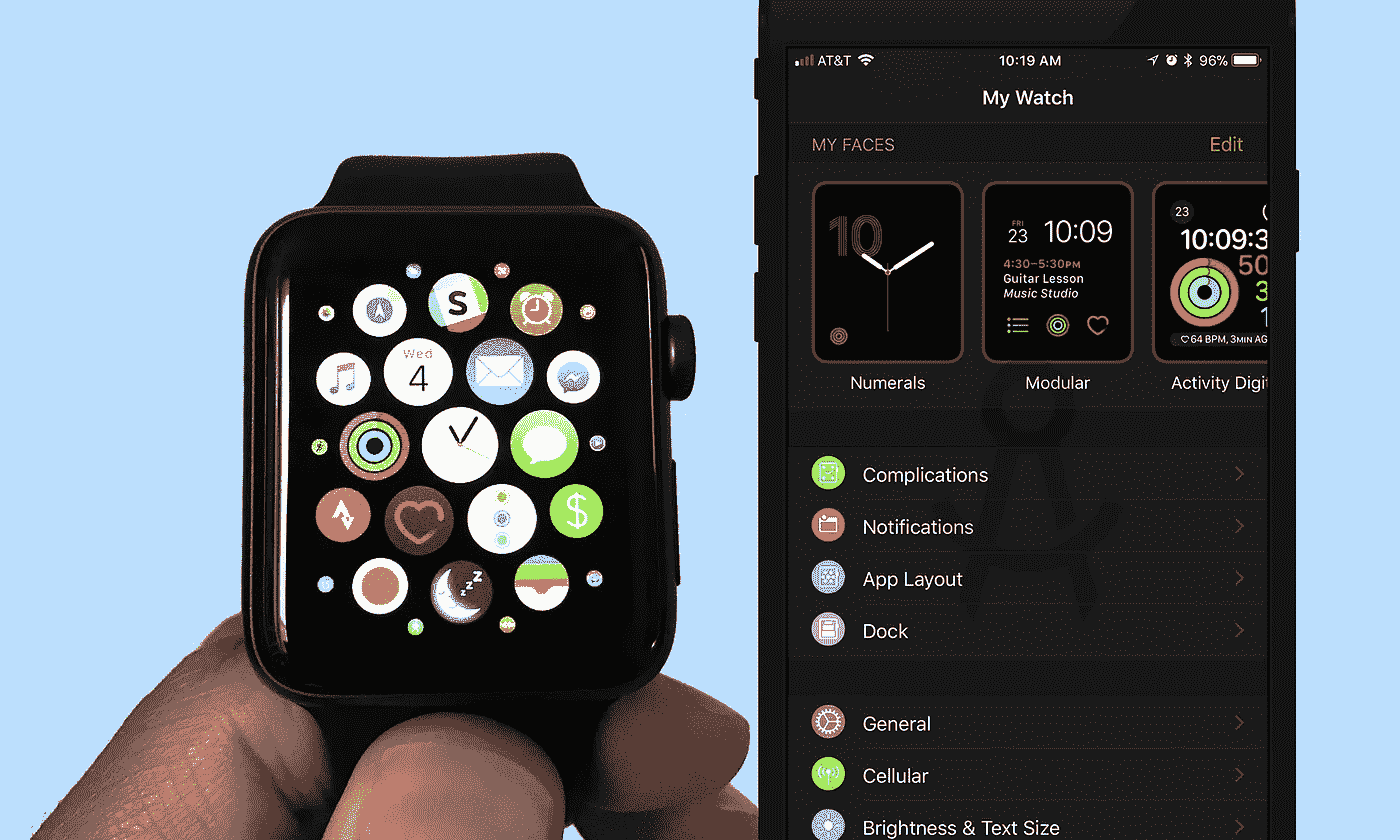 S
Wed
4
$
zzZ
AT&T
10:19 AM
96%
My Watch
MY FACES
Edit
10
FRI
23
10:09
4:30–5:30PM
Guitar Lesson
Music Studio
23
10:09:3
50
3
1
64 BPM, 3MIN AG
Numerals
Modular
Activity Digit
Complications
Notifications
App Layout
Dock
General
Cellular
Brightness & Text Size